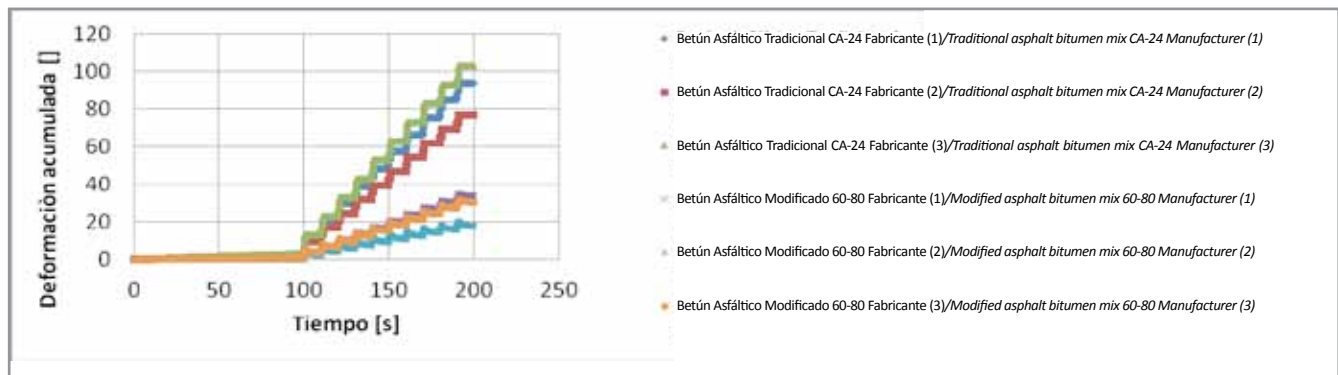 120
100
80
60
40
20
0
Deformaciòn acumulada []
0 50 100 150 200 250
Tiempo [s]
Betún Asfáltico Tradicional CA-24 Fabricante (1)/Traditional asphalt bitumen mix CA-24 Manufacturer (1)
Betún Asfáltico Tradicional CA-24 Fabricante (2)/Traditional asphalt bitumen mix CA-24 Manufacturer (2)
Betún Asfáltico Tradicional CA-24 Fabricante (3)/Traditional asphalt bitumen mix CA-24 Manufacturer (3)
Betún Asfáltico Modificado 60-80 Fabricante (1)/Modified asphalt bitumen mix 60-80 Manufacturer (1)
Betún Asfáltico Modificado 60-80 Fabricante (2)/Modified asphalt bitumen mix 60-80 Manufacturer (2)
Betún Asfáltico Modificado 60-80 Fabricante (3)/Modified asphalt bitumen mix 60-80 Manufacturer (3)